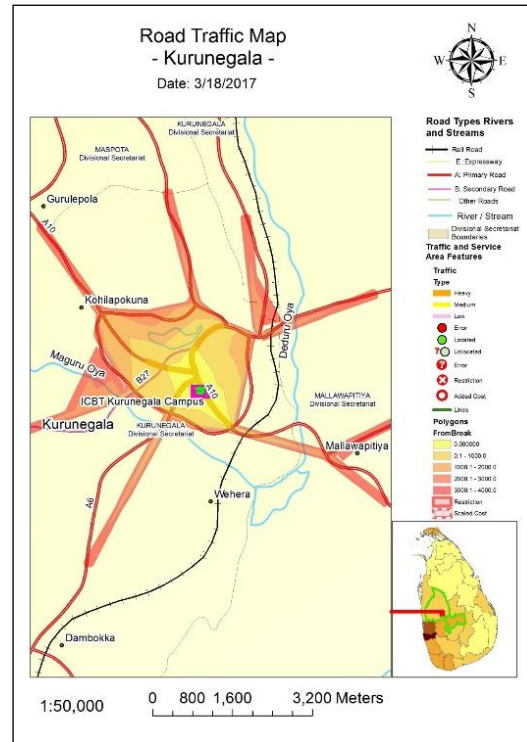 Road Traffic Map
- Kurunegala -
Date: 3/18/2017
N
W
E
S
KURUNEGALA
Divisional Secretariat
MASPOTA
Divisional Secretariat
Gurulepola
A10
Kohilapokuna
Deduru Oya
Maguru Oya
B27
A10
ICBT Kurunegala Campus
Kurunegala
KURUNEGALA
Divisional Secretariat
MALLAWAPITIYA
Divisional Secretariat
Mallawapitiya
A6
Wehera
Dambokka
1:50,000
0 800 1,600 3,200 Meters
Road Types Rivers
and Streams
Rail Road
E: Expressway
A: Primary Road
B: Secondary Road
Other Roads
River / Stream
Divisional Secretariat
Boundaries
Traffic and Service
Area Features
Traffic
Type
Heavy
Medium
Low
Error
Located
Unlocated
Error
Restriction
Added Cost
Lines
Polygons
FromBreak
0.000000
0.1 - 1000.0
1000.1 - 2000.0
2000.1 - 3000.0
3000.1 - 4000.0
Restriction
Scaled Cost